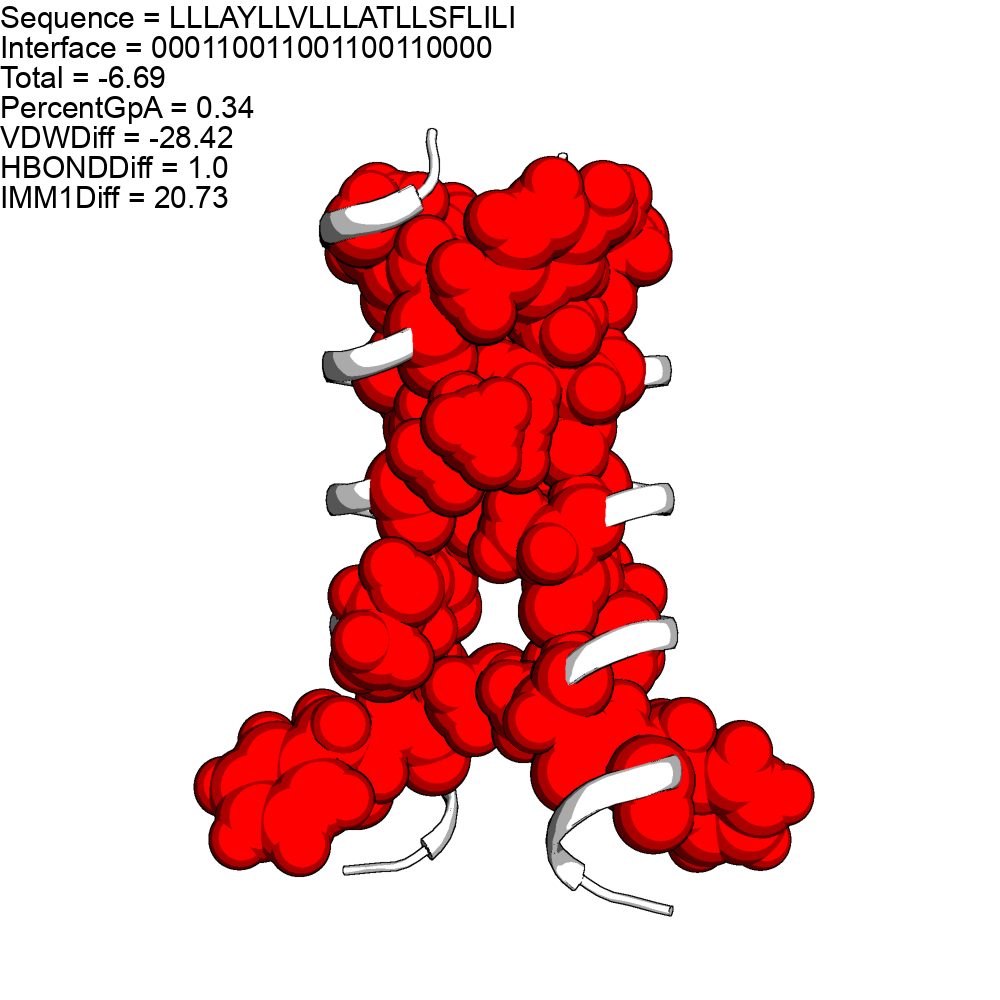 Sequence = LLLAYLLVLLLATLLSFLILI
Interface = 000110011001100110000
Total = -6.69
PercentGpA = 0.34
VDWDiff = -28.42
HBONDDiff = 1.0
IMM1Diff = 20.73